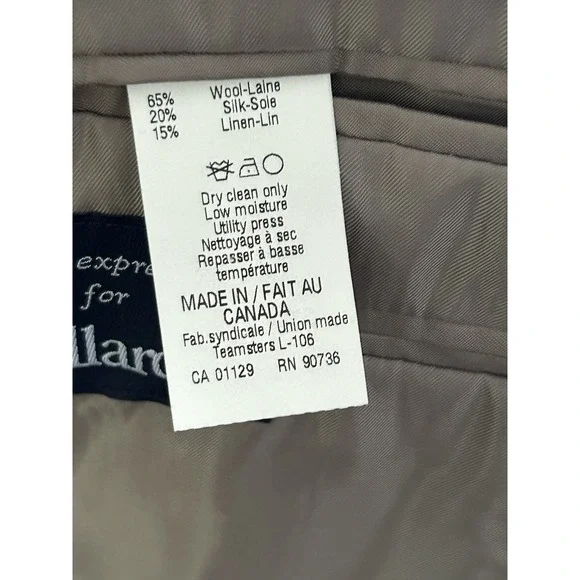 65% Wool-Laine
20% Silk-Soie
15% Linen-Lin
Dry clean only
Low moisture
Utility press
Nettoyage à sec
Repasser à basse
température
MADE IN / FAIT AU
CANADA
Fab.syndicale / Union made
Teamsters L-106
CA 01129 RN 90736
for